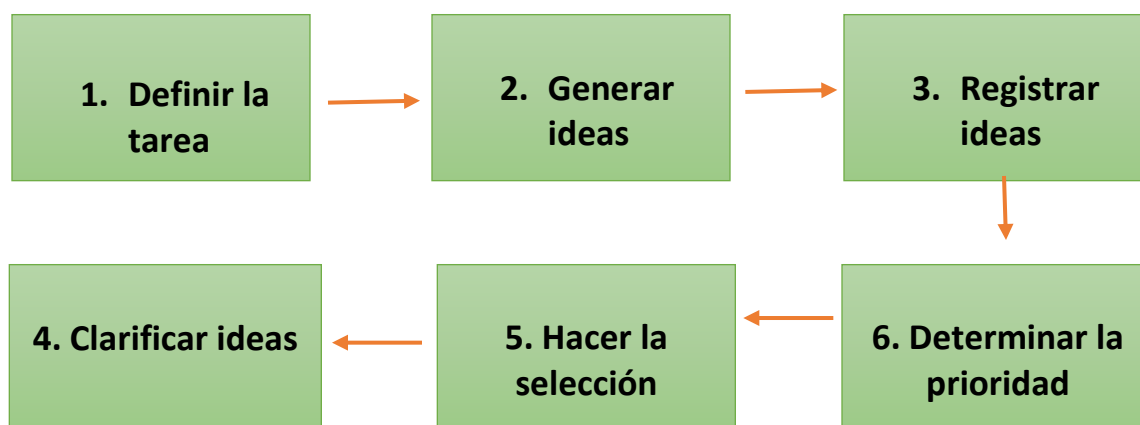 1. Definir la
tarea
2. Generar
ideas
3. Registrar
ideas
4. Clarificar ideas
5. Hacer la
selección
6. Determinar la
prioridad